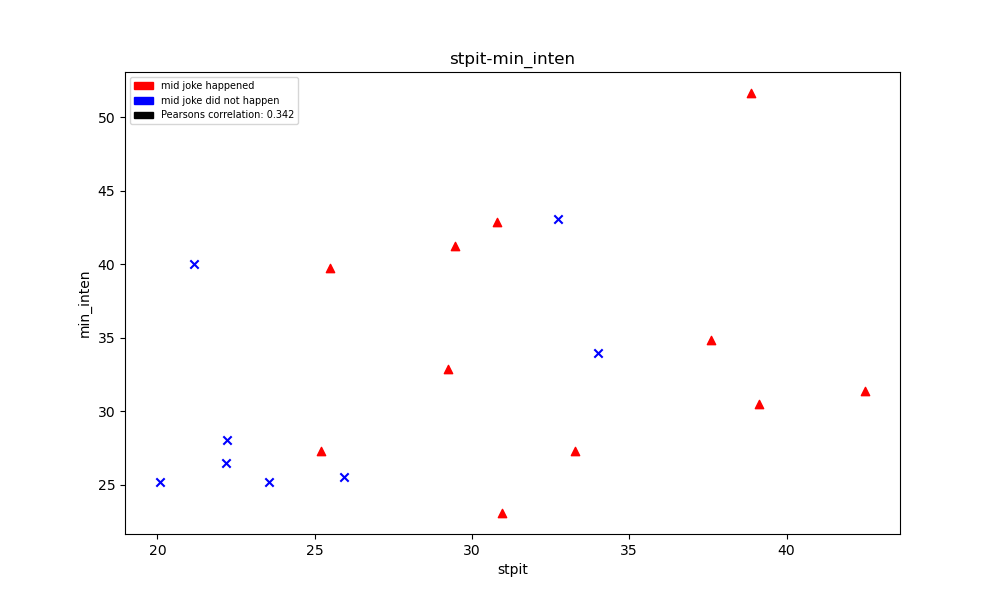 stpit-min_inten
mid joke happened
mid joke did not happen
Pearsons correlation: 0.342
50
45
40
35
30
25
min_inten
20
25
30
35
40
stpit